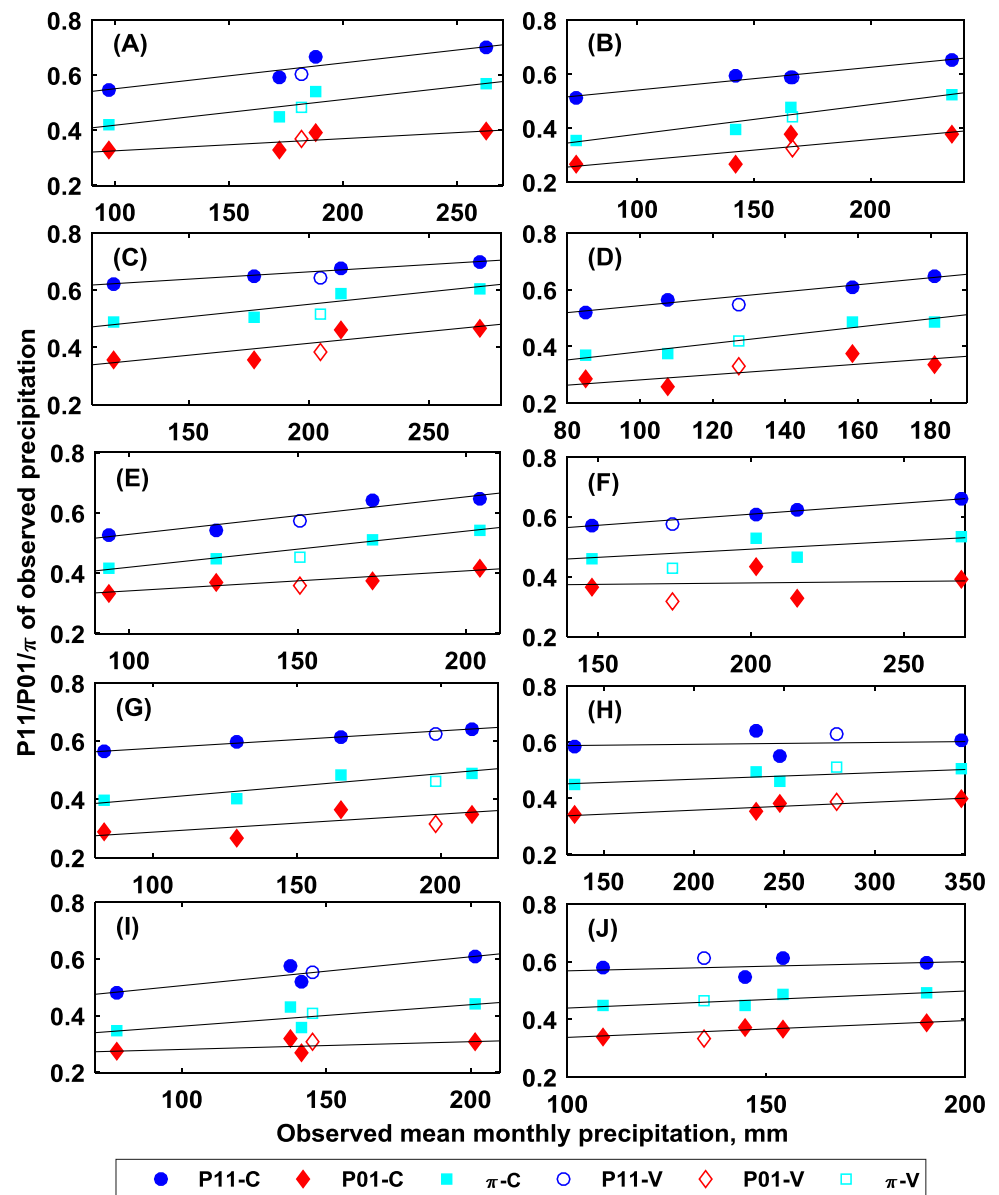 P11/P01/π of observed precipitation
(A)
0.8
0.6
0.4
0.2
100 150 200 250
(B)
0.8
0.6
0.4
0.2
100 150 200
(C)
0.8
0.6
0.4
0.2
150 200 250
(D)
0.8
0.6
0.4
0.2
80 100 120 140 160 180
(E)
0.8
0.6
0.4
0.2
100 120 140 160 180 200
(F)
0.8
0.6
0.4
0.2
150 200 250
(G)
0.8
0.6
0.4
0.2
100 150 200
(H)
0.8
0.6
0.4
0.2
150 200 250 300 350
(I)
0.8
0.6
0.4
0.2
100 150 200
(J)
0.8
0.6
0.4
0.2
100 150 200
Observed mean monthly precipitation, mm
P11-C P01-C π-C P11-V P01-V π-V